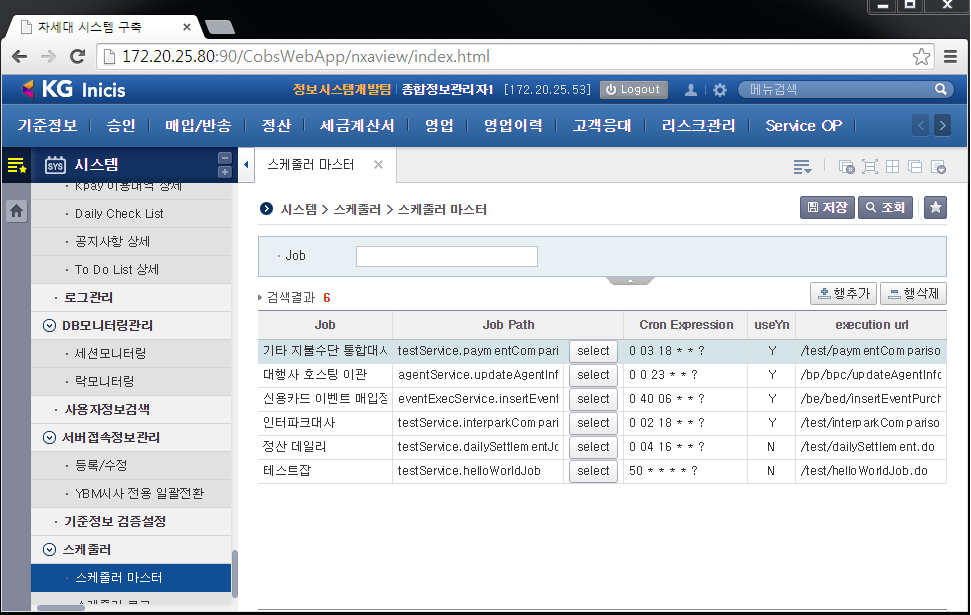 차세대 시스템 구축
172.20.25.80:90/CobsWebApp/nxaview/index.html
KG Inicis
정보시스템개발팀 | 종합정보관리자1 [172.20.25.53] Logout 메뉴검색
기준정보 승인 매입/반송 정산 세금계산서 영업 영업이력 고객응대 리스크관리 Service OP
SYS 시스템
스케줄러 마스터
Kpay 이용내역 상세
· Daily Check List
· 공지사항 상세
· To Do List 상세
· 로그관리
DB모니터링관리
· 세션모니터링
· 락모니터링
· 사용자정보검색
서버접속정보관리
· 등록/수정
· YBM시사 전용 일괄전환
· 기준정보 검증설정
스케줄러
· 스케줄러 마스터
· 스케줄러 로그
시스템 > 스케줄러 > 스케줄러 마스터
저장 조회
· Job
검색결과 6
행추가 행삭제
Job Job Path Cron Expression useYn execution url
기타 지불수단 통합대사 testService.paymentCompari select 0 03 18 * * ? Y /test/paymentCompariso
대행사 호스팅 이관 agentService.updateAgentInf select 0 0 23 * * ? Y /bp/bpc/updateAgentInfo
신용카드 이벤트 매입정 eventExecService.insertEvent select 0 40 06 * * ? Y /be/bed/insertEventPurch
인터파크대사 testService.interparkCompari select 0 02 18 * * ? Y /test/interparkCompariso
정산 데일리 testService.dailySettlementJo select 0 04 16 * * ? N /test/dailySettlement.do
테스트잡 testService.helloWorldJob select 50 * * * * ? N /test/helloWorldJob.do